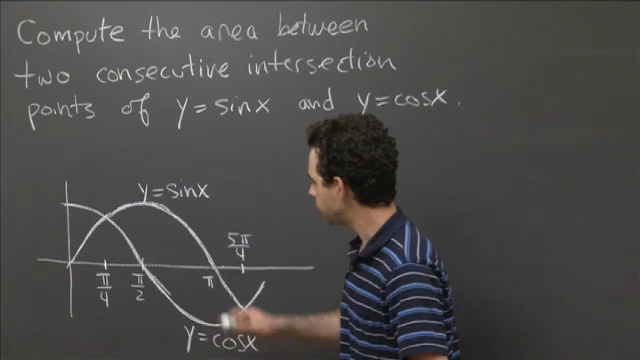 Compute the area between
two consecutive intersection
points of y=sinx and y=cosx.
y=sinx
5π/4
π/4
π/2
π
y=cosx